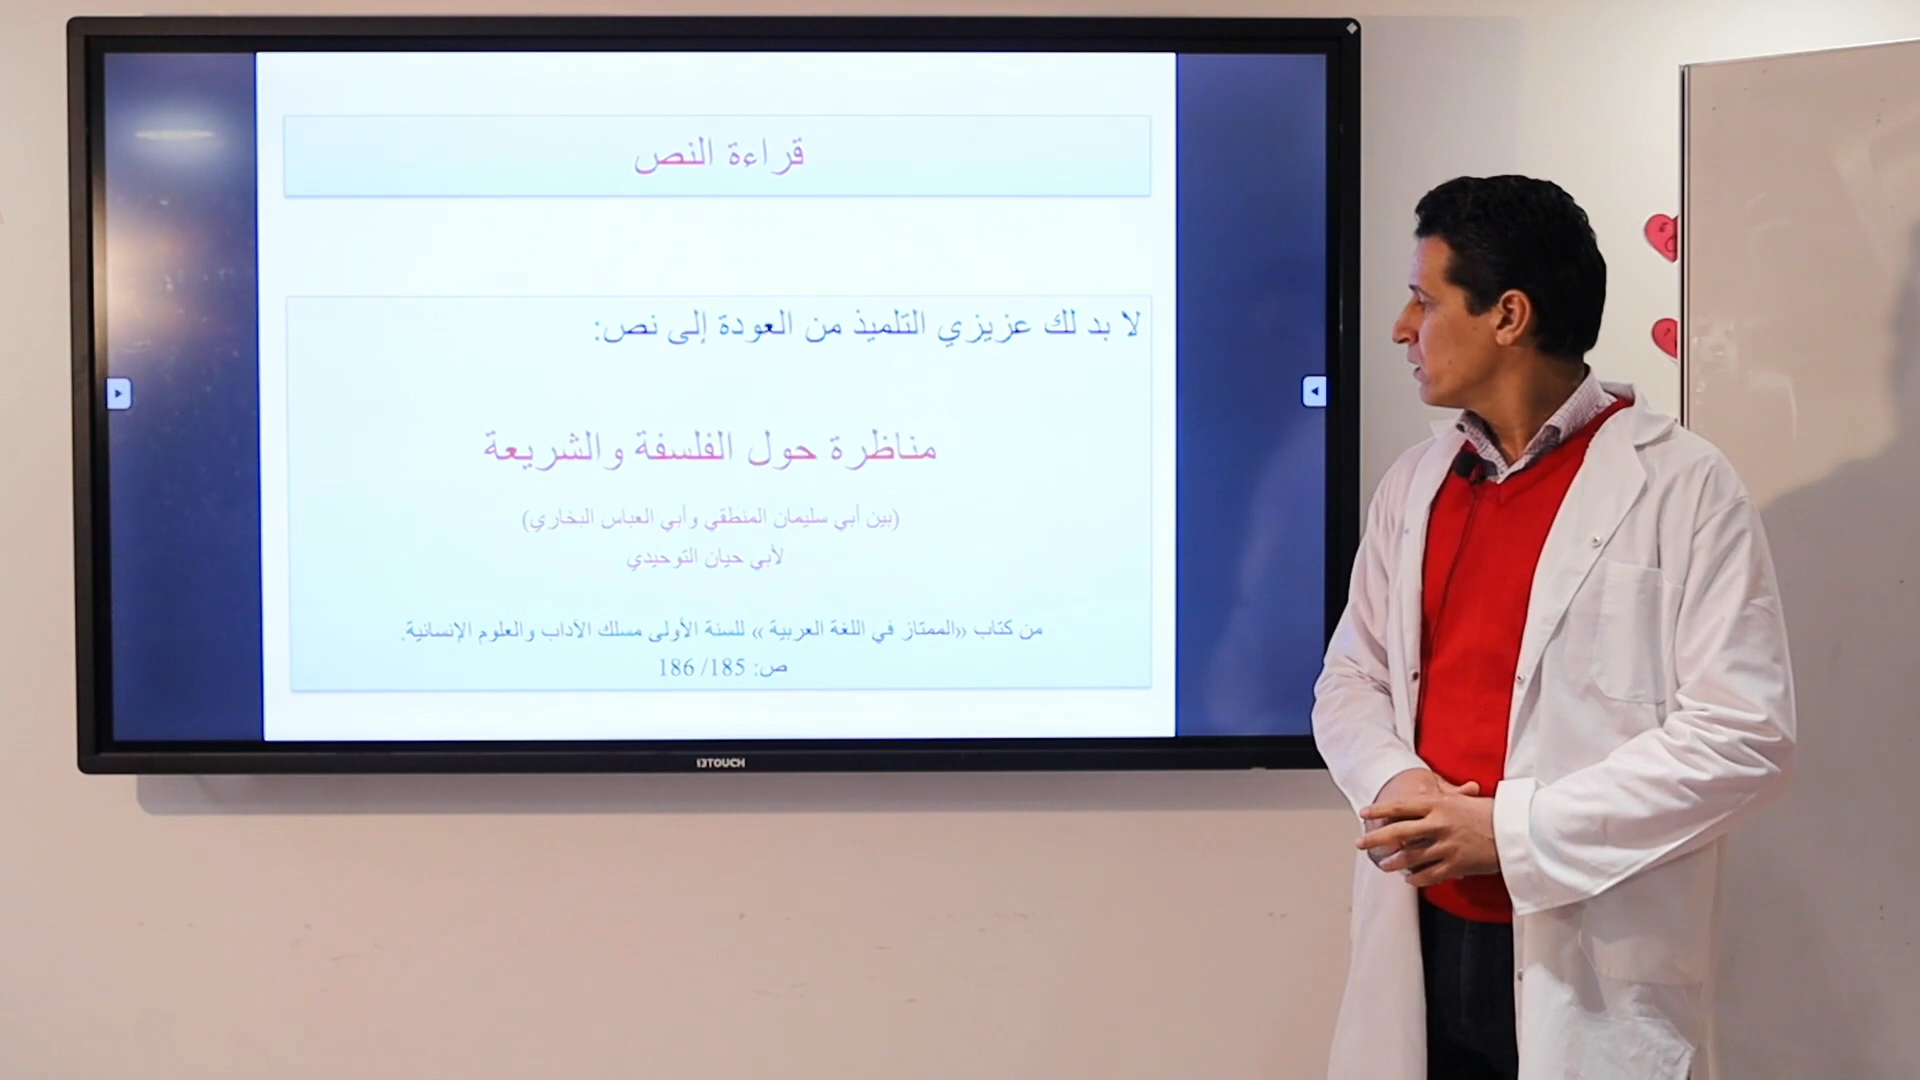 قراءة النص
لا بد لك عزيزي التلميذ من العودة إلى نص:
مناظرة حول الفلسفة والشريعة
(بين أبي سليمان المنطقي وأبي العباس البخاري)
لأبي حيان التوحيدي
من كتاب «الممتاز في اللغة العربية » للسنة الأولى مسلك الآداب والعلوم الإنسانية.
ص: 185/ 186
i3TOUCH